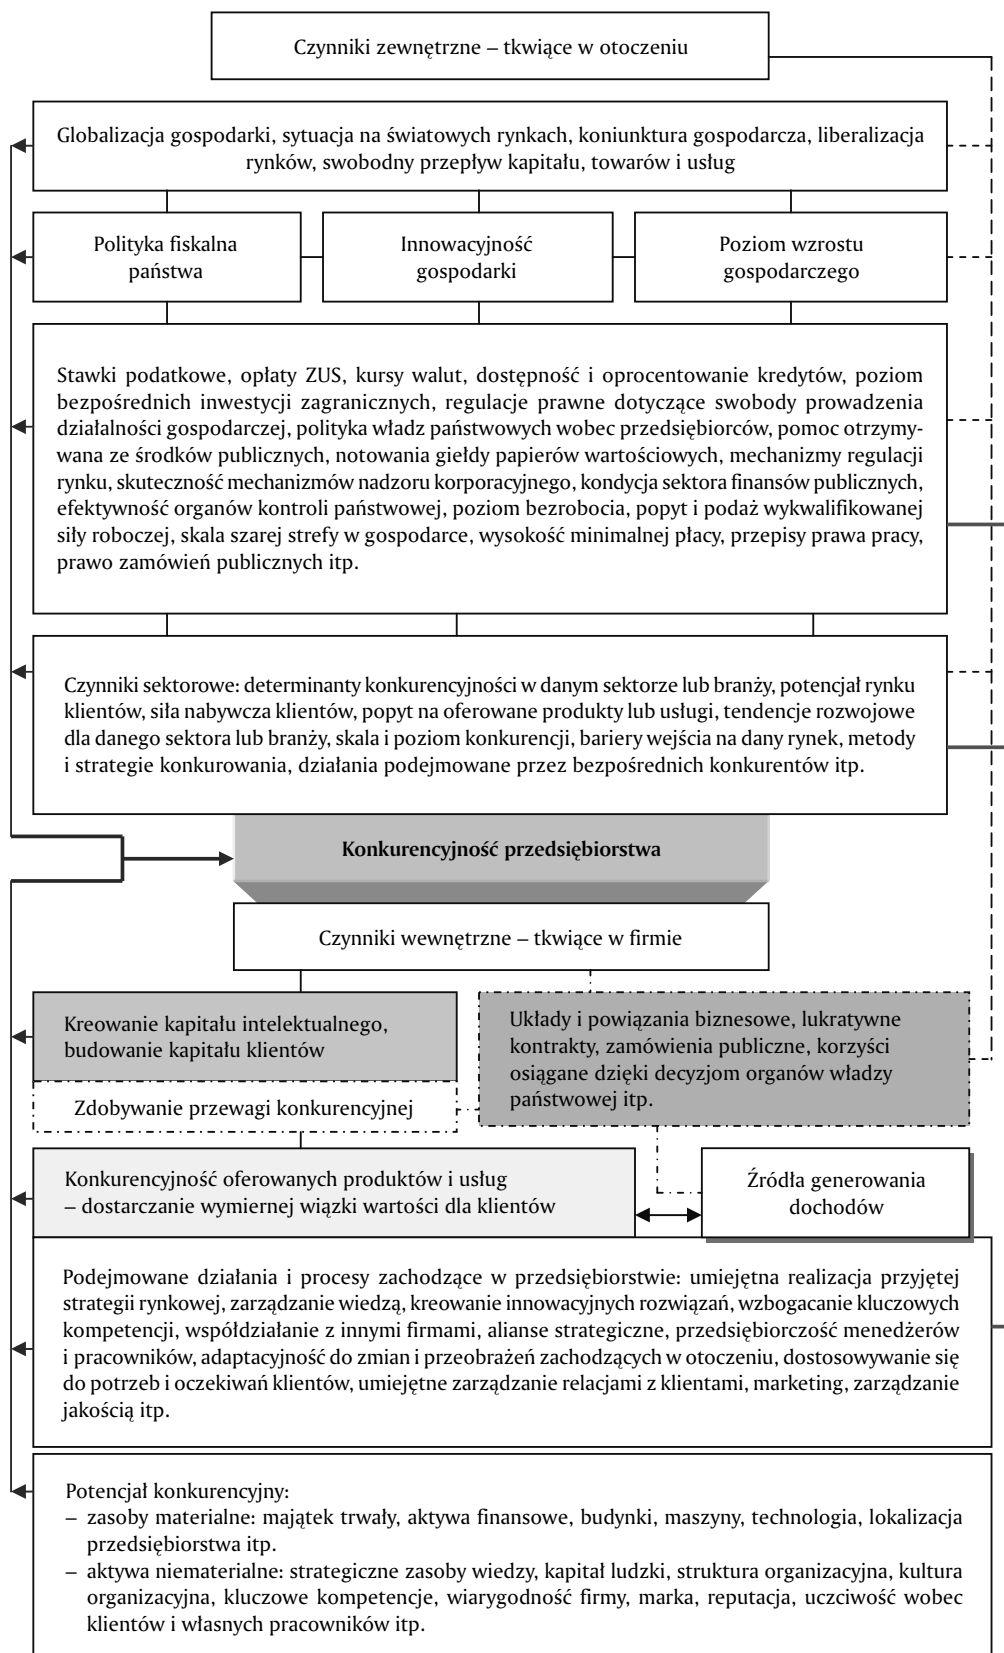 Czynniki zewnętrzne – tkwiące w otoczeniu
Globalizacja gospodarki, sytuacja na światowych rynkach, koniunktura gospodarcza, liberalizacja
rynków, swobodny przepływ kapitału, towarów i usług
Polityka fiskalna
państwa
Innowacyjność
gospodarki
Poziom wzrostu
gospodarczego
Stawki podatkowe, opłaty ZUS, kursy walut, dostępność i oprocentowanie kredytów, poziom
bezpośrednich inwestycji zagranicznych, regulacje prawne dotyczące swobody prowadzenia
działalności gospodarczej, polityka władz państwowych wobec przedsiębiorców, pomoc otrzymy-
wana ze środków publicznych, notowania giełdy papierów wartościowych, mechanizmy regulacji
rynku, skuteczność mechanizmów nadzoru korporacyjnego, kondycja sektora finansów publicznych,
efektywność organów kontroli państwowej, poziom bezrobocia, popyt i podaż wykwalifikowanej
siły roboczej, skala szarej strefy w gospodarce, wysokość minimalnej płacy, przepisy prawa pracy,
prawo zamówień publicznych itp.
Czynniki sektorowe: determinanty konkurencyjności w danym sektorze lub branży, potencjał rynku
klientów, siła nabywcza klientów, popyt na oferowane produkty lub usługi, tendencje rozwojowe
dla danego sektora lub branży, skala i poziom konkurencji, bariery wejścia na dany rynek, metody
i strategie konkurowania, działania podejmowane przez bezpośrednich konkurentów itp.
Konkurencyjność przedsiębiorstwa
Czynniki wewnętrzne – tkwiące w firmie
Kreowanie kapitału intelektualnego,
budowanie kapitału klientów
Zdobywanie przewagi konkurencyjnej
Układy i powiązania biznesowe, lukratywne
kontrakty, zamówienia publiczne, korzyści
osiągane dzięki decyzjom organów władzy
państwowej itp.
Konkurencyjność oferowanych produktów i usług
– dostarczanie wymiernej wiązki wartości dla klientów
Źródła generowania
dochodów
Podejmowane działania i procesy zachodzące w przedsiębiorstwie: umiejętna realizacja przyjętej
strategii rynkowej, zarządzanie wiedzą, kreowanie innowacyjnych rozwiązań, wzbogacanie kluczowych
kompetencji, współdziałanie z innymi firmami, alianse strategiczne, przedsiębiorczość menedżerów
i pracowników, adaptacyjność do zmian i przeobrażeń zachodzących w otoczeniu, dostosowywanie się
do potrzeb i oczekiwań klientów, umiejętne zarządzanie relacjami z klientami, marketing, zarządzanie
jakością itp.
Potencjał konkurencyjny:
– zasoby materialne: majątek trwały, aktywa finansowe, budynki, maszyny, technologia, lokalizacja
przedsiębiorstwa itp.
– aktywa niematerialne: strategiczne zasoby wiedzy, kapitał ludzki, struktura organizacyjna, kultura
organizacyjna, kluczowe kompetencje, wiarygodność firmy, marka, reputacja, uczciwość wobec
klientów i własnych pracowników itp.